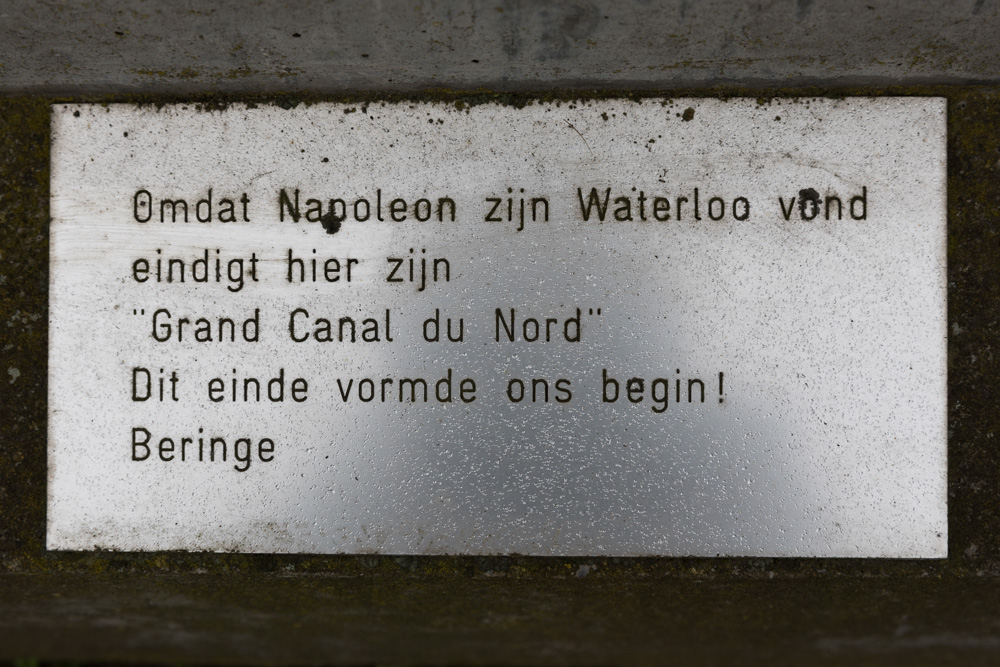 Omdat Napoleon zijn Waterloo vond
eindigt hier zijn
"Grand Canal du Nord"
Dit einde vormde ons begin!
Beringe